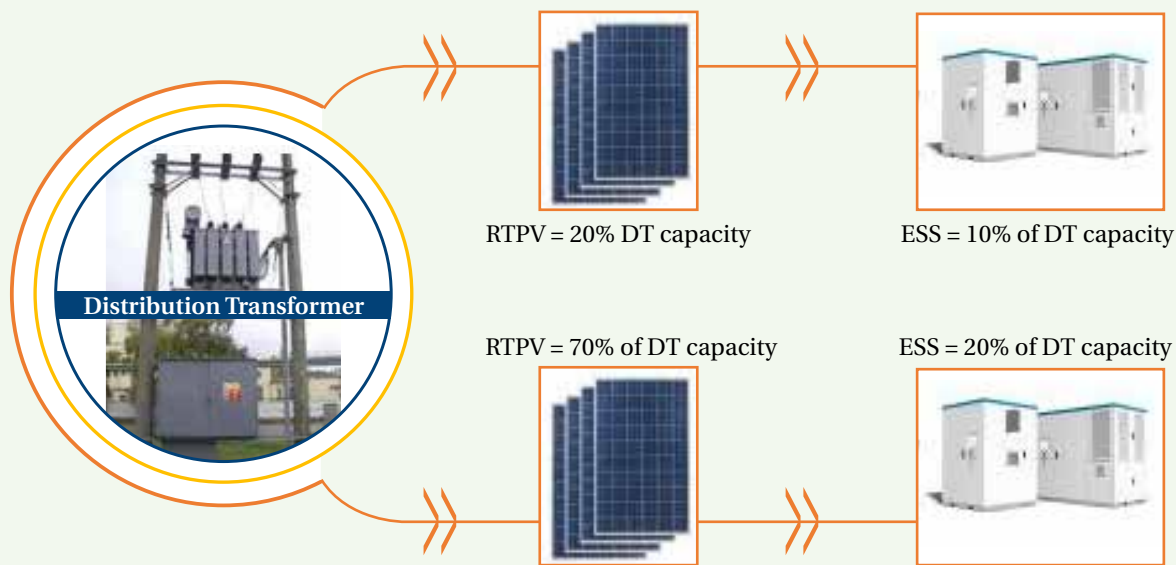 RTPV = 20% DT capacity
ESS = 10% of DT capacity
Distribution Transformer
RTPV = 70% of DT capacity
ESS = 20% of DT capacity